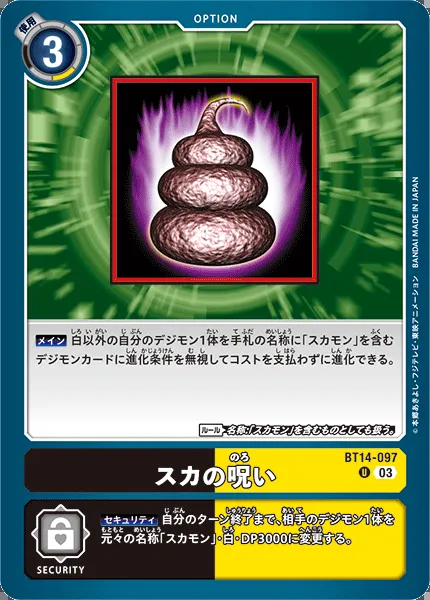 OPTION
使用
3
メイン 白以外の自分のデジモン1体を手札の名称に「スカモン」を含む
デジモンカードに進化条件を無視してコストを支払わずに進化できる。
ルール 名称:「スカモン」を含むものとしても扱う。
スカの呪い
BT14-097
U 03
セキュリティ 自分のターン終了まで、相手のデジモン1体を
元々の名称「スカモン」・白・DP3000に変更する。
SECURITY
©本郷あきよし・フジテレビ・東映アニメーション BANDAI MADE IN JAPAN